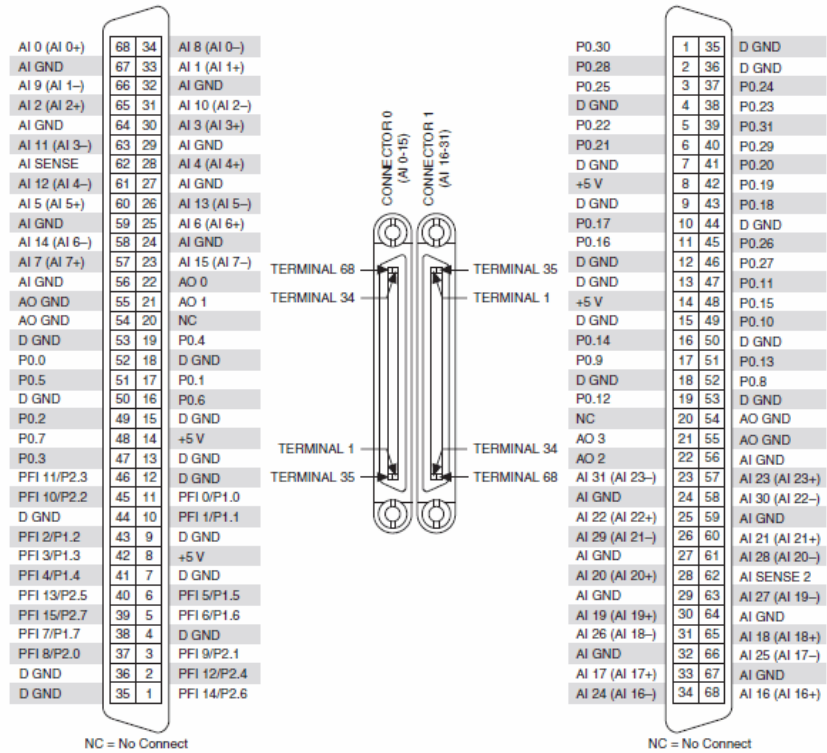 AI 0 (AI 0+) 68 34 AI 8 (AI 0–)
AI GND 67 33 AI 1 (AI 1+)
AI 9 (AI 1–) 66 32 AI GND
AI 2 (AI 2+) 65 31 AI 10 (AI 2–)
AI GND 64 30 AI 3 (AI 3+)
AI 11 (AI 3–) 63 29 AI GND
AI SENSE 62 28 AI 4 (AI 4+)
AI 12 (AI 4–) 61 27 AI GND
AI 5 (AI 5+) 60 26 AI 13 (AI 5–)
AI GND 59 25 AI 6 (AI 6+)
AI 14 (AI 6–) 58 24 AI GND
AI 7 (AI 7+) 57 23 AI 15 (AI 7–)
AI GND 56 22 AO 0
AO GND 55 21 AO 1
AO GND 54 20 NC
D GND 53 19 P0.4
P0.0 52 18 D GND
P0.5 51 17 P0.1
D GND 50 16 P0.6
P0.2 49 15 D GND
P0.7 48 14 +5 V
P0.3 47 13 D GND
PFI 11/P2.3 46 12 D GND
PFI 10/P2.2 45 11 PFI 0/P1.0
D GND 44 10 PFI 1/P1.1
PFI 2/P1.2 43 9 D GND
PFI 3/P1.3 42 8 +5 V
PFI 4/P1.4 41 7 D GND
PFI 13/P2.5 40 6 PFI 5/P1.5
PFI 15/P2.7 39 5 PFI 6/P1.6
PFI 7/P1.7 38 4 D GND
PFI 8/P2.0 37 3 PFI 9/P2.1
D GND 36 2 PFI 12/P2.4
D GND 35 1 PFI 14/P2.6
NC = No Connect
CONNECTOR 0
(AI 0-15)
CONNECTOR 1
(AI 16-31)
TERMINAL 68
TERMINAL 34
TERMINAL 35
TERMINAL 1
TERMINAL 1
TERMINAL 35
TERMINAL 34
TERMINAL 68
P0.30 1 35 D GND
P0.28 2 36 D GND
P0.25 3 37 P0.24
D GND 4 38 P0.23
P0.22 5 39 P0.31
P0.21 6 40 P0.29
D GND 7 41 P0.20
+5 V 8 42 P0.19
D GND 9 43 P0.18
P0.17 10 44 D GND
P0.16 11 45 P0.26
D GND 12 46 P0.27
D GND 13 47 P0.11
+5 V 14 48 P0.15
D GND 15 49 P0.10
P0.14 16 50 D GND
P0.9 17 51 P0.13
D GND 18 52 P0.8
P0.12 19 53 D GND
NC 20 54 AO GND
AO 3 21 55 AO GND
AO 2 22 56 AI GND
AI 31 (AI 23–) 23 57 AI 23 (AI 23+)
AI GND 24 58 AI 30 (AI 22–)
AI 22 (AI 22+) 25 59 AI GND
AI 29 (AI 21–) 26 60 AI 21 (AI 21+)
AI GND 27 61 AI 28 (AI 20–)
AI 20 (AI 20+) 28 62 AI SENSE 2
AI GND 29 63 AI 27 (AI 19–)
AI 19 (AI 19+) 30 64 AI GND
AI 26 (AI 18–) 31 65 AI 18 (AI 18+)
AI GND 32 66 AI 25 (AI 17–)
AI 17 (AI 17+) 33 67 AI GND
AI 24 (AI 16–) 34 68 AI 16 (AI 16+)
NC = No Connect